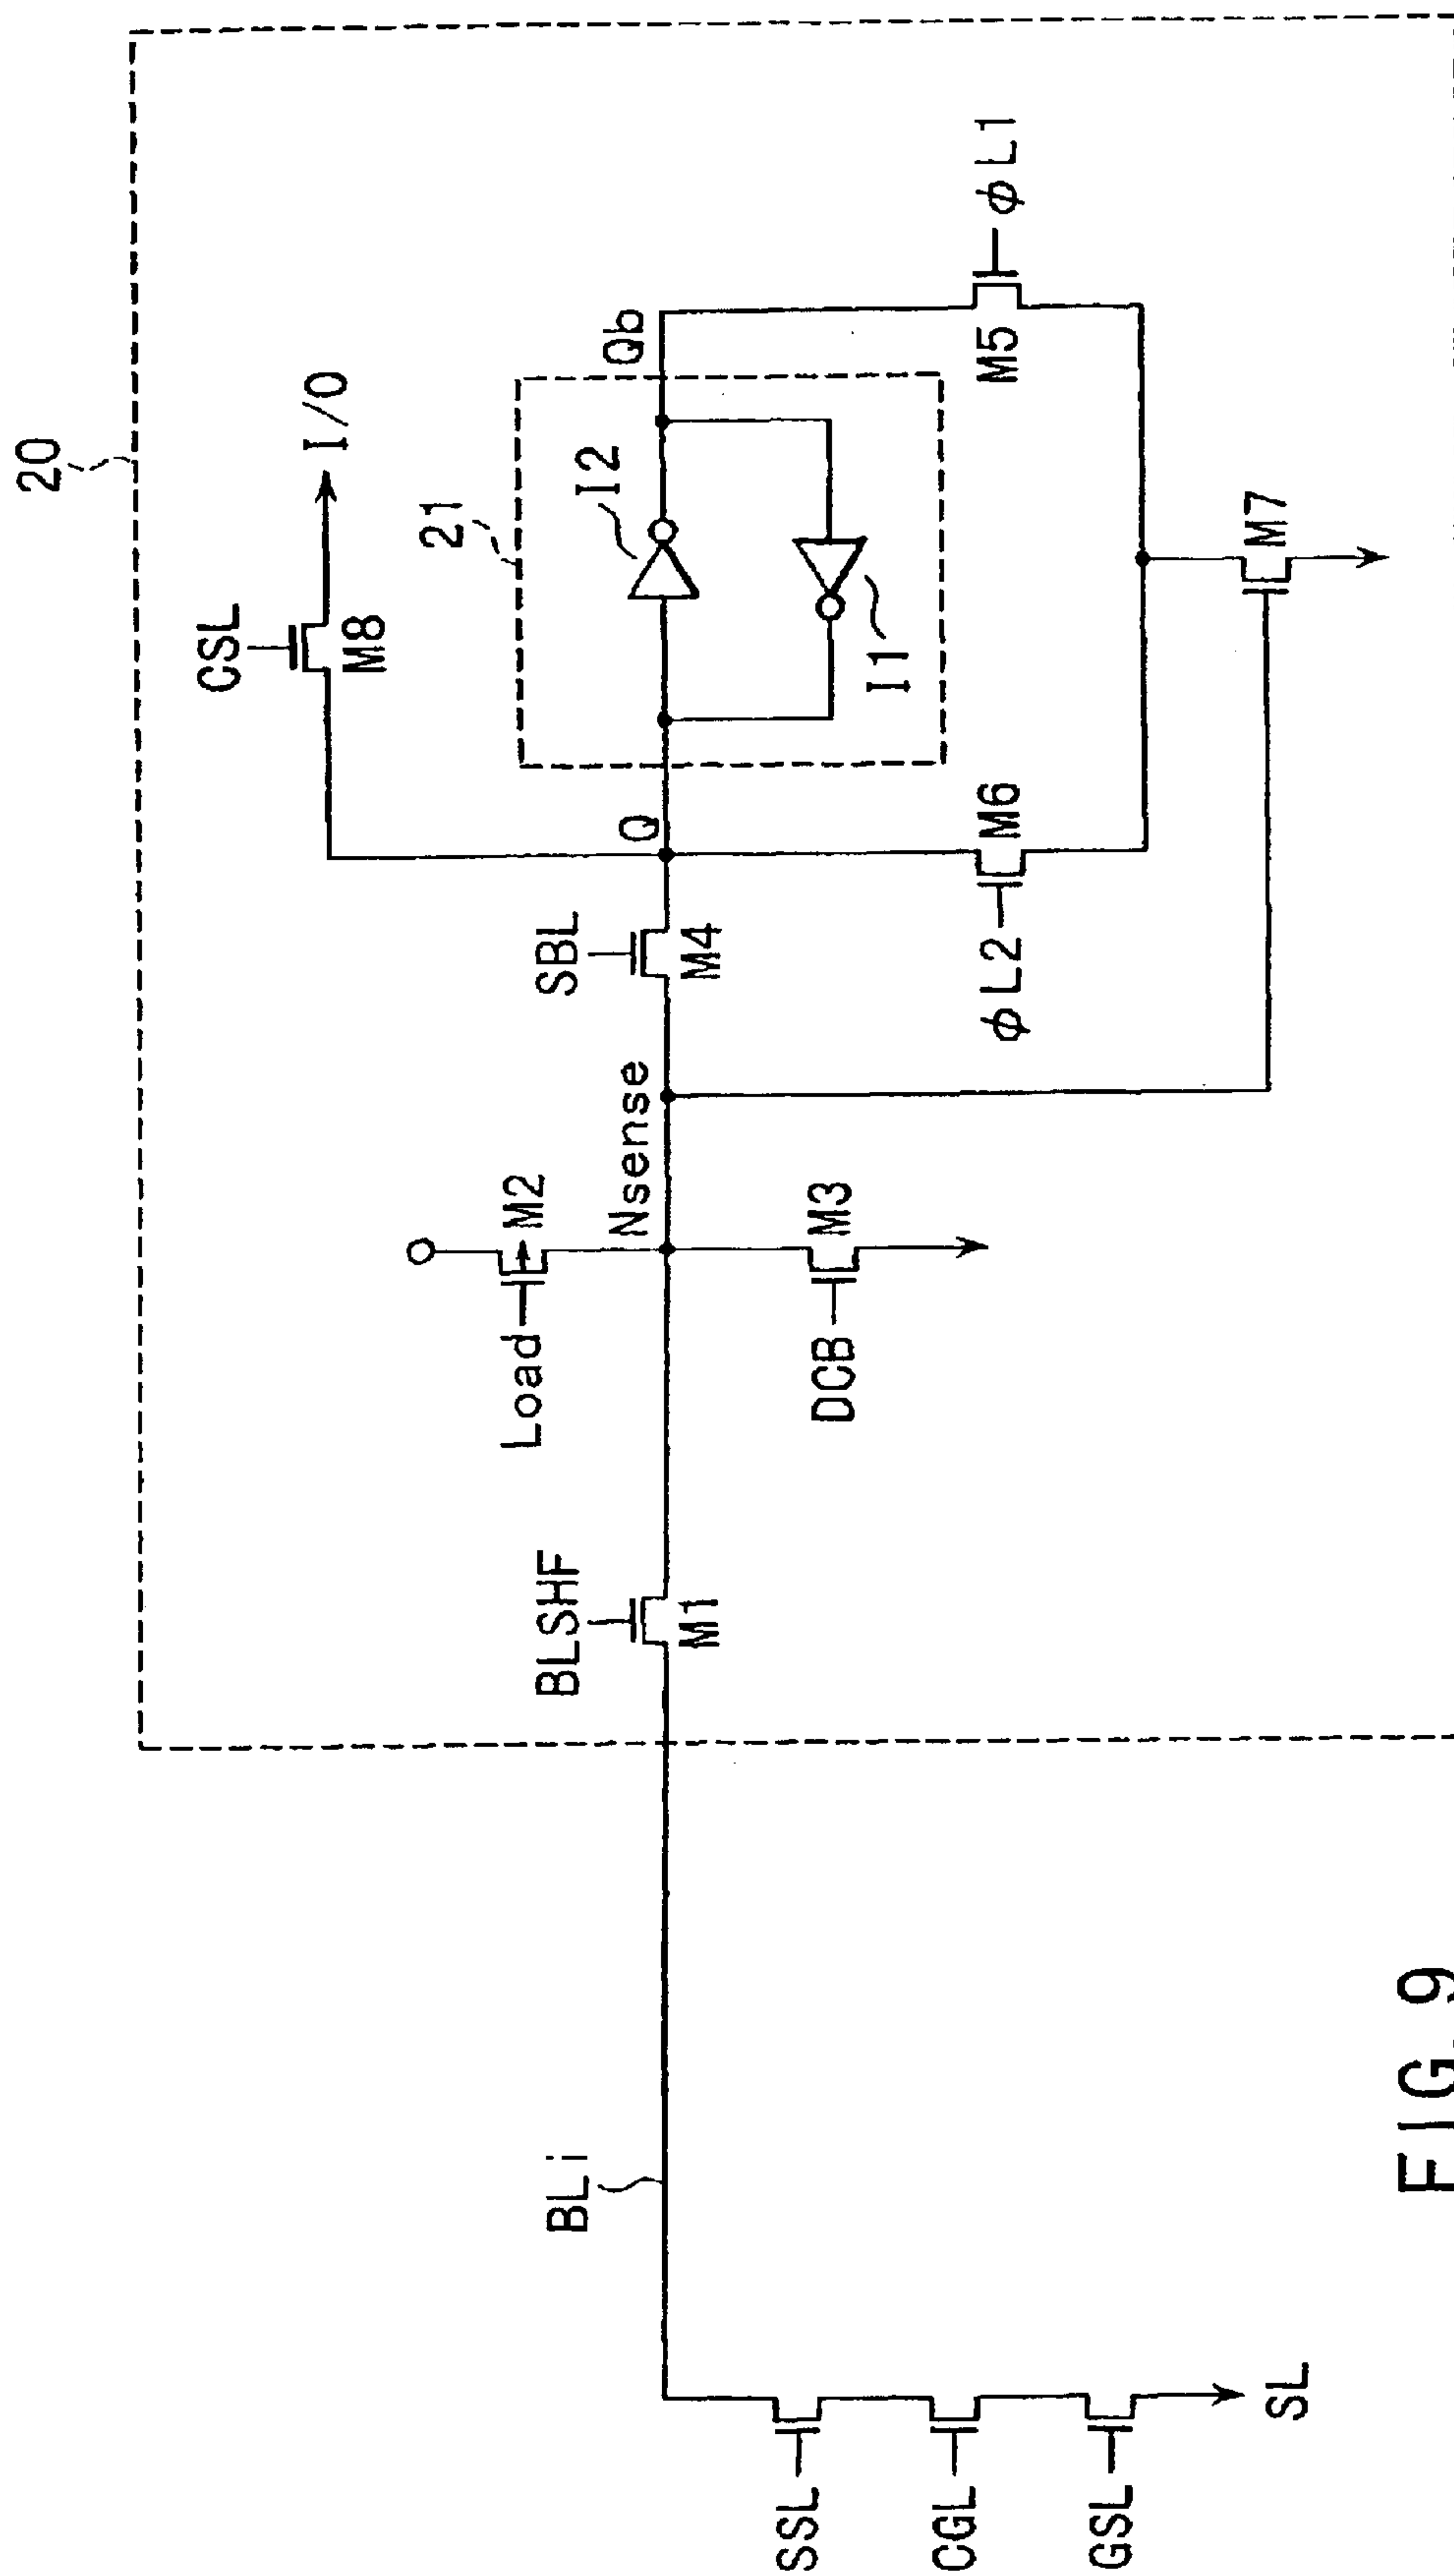 20
CSL
I/O
M8
21
I2
Qb
SBL
Q
M4
I1
M5
φL1
φL2
M6
M7
Nsense
Load
M2
BLSHF
M1
DCB
M3
BLi
SSL
CGL
GSL
SL
FIG. 9